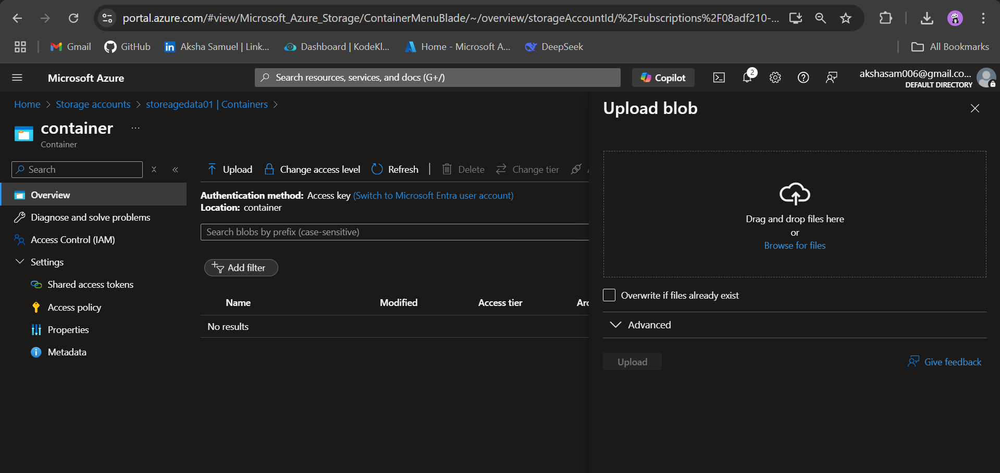 portal.azure.com/#view/Microsoft_Azure_Storage/ContainerMenuBlade/~/overview/storageAccountId/%2Fsubscriptions%2F08adf210-...
Gmail
GitHub
Aksha Samuel | Link...
Dashboard | KodeKl...
Home - Microsoft A...
DeepSeek
All Bookmarks
Microsoft Azure
Search resources, services, and docs (G+/)
Copilot
2
akshasam006@gmail.co...
DEFAULT DIRECTORY
Home > Storage accounts > storeagedata01 | Containers >
container
...
Container
Search
Overview
Diagnose and solve problems
Access Control (IAM)
Settings
Shared access tokens
Access policy
Properties
Metadata
Upload
Change access level
Refresh
Delete
Change tier
Authentication method: Access key (Switch to Microsoft Entra user account)
Location: container
Search blobs by prefix (case-sensitive)
Add filter
Name Modified Access tier Arc
No results
Upload blob
Drag and drop files here
or
Browse for files
Overwrite if files already exist
Advanced
Upload
Give feedback